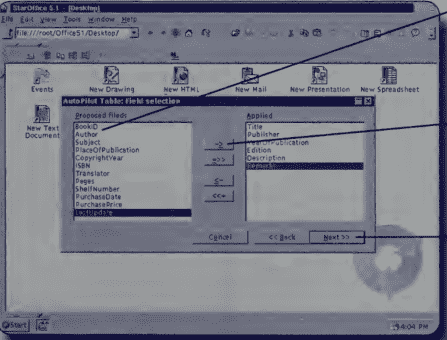 StarOffice 5.1 - [Desktop]
File Edit View Tools Window Help
file:///root/Office51/Desktop/
Events
New Drawing
New HTML
New Mail
New Presentation
New Spreadsheet
New Text
Document
AutoPilot Table: Field selection
Proposed fileds:
Applied
BookID
Author
Subject
PlaceOfPublication
CopyrightYear
ISBN
Translator
Pages
ShelfNumber
PurchaseDate
PurchasePrice
LastUpdate
->
=>>
<-
<<=
Title
Publisher
YearOfPublication
Edition
Description
Remarks
Cancel
<< Back
Next >>
Start
4:04 PM